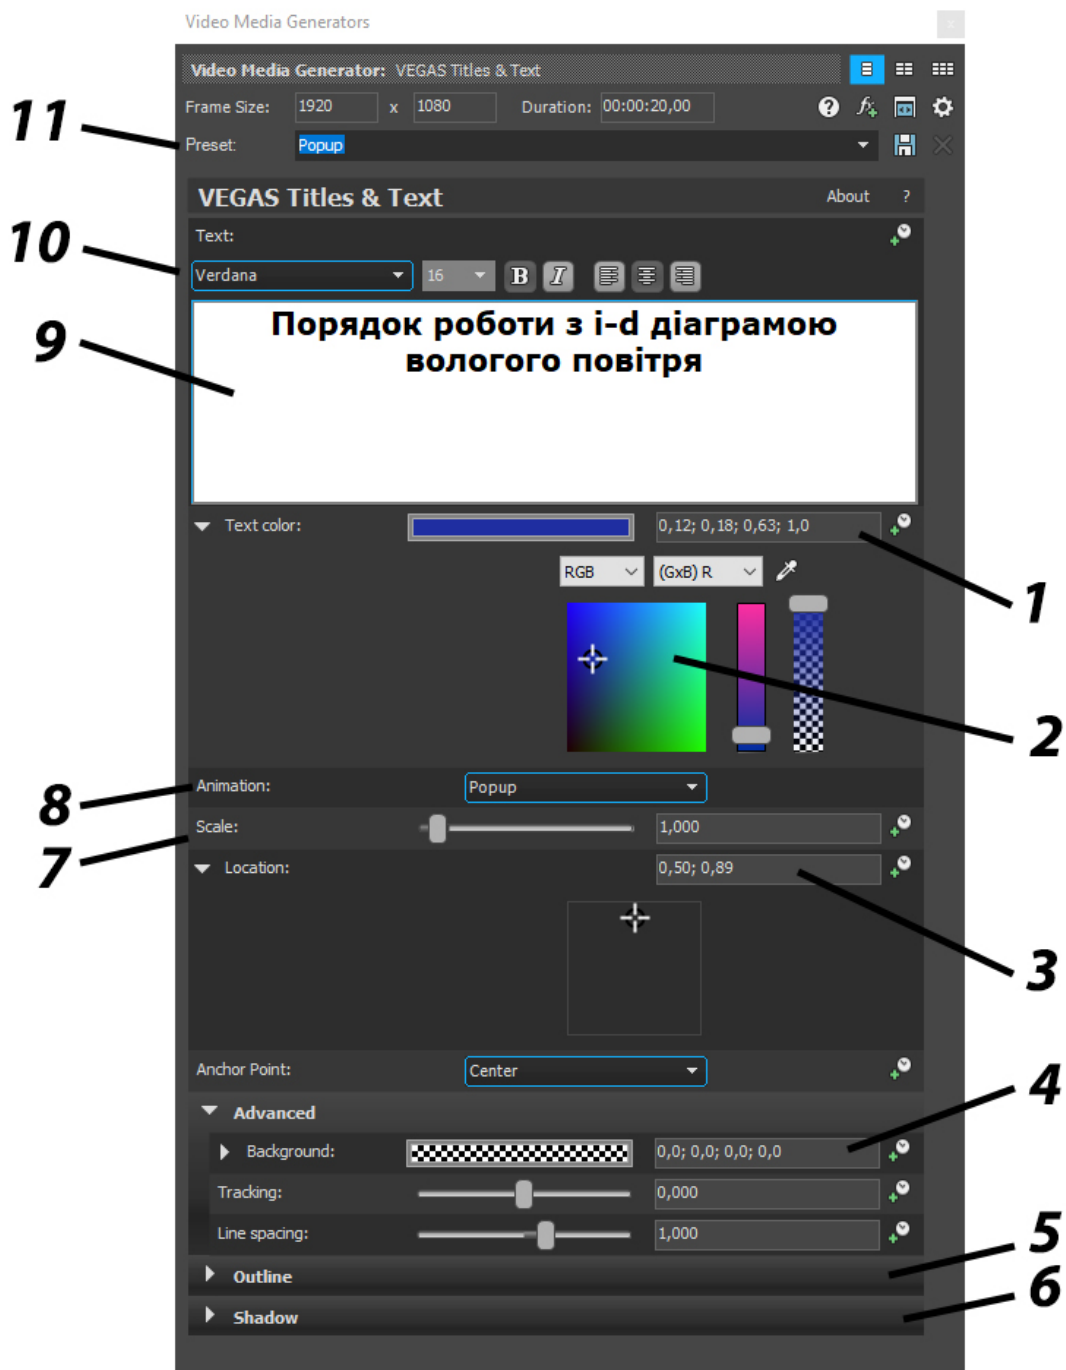 Video Media Generators
x
Video Media Generator: VEGAS Titles & Text
Frame Size: 1920 x 1080 Duration: 00:00:20,00 ? fx
11
Preset: Popup
VEGAS Titles & Text About ?
10
Text:
Verdana 16 B I
9
Порядок роботи з i-d діаграмою
вологого повітря
Text color: 0,12; 0,18; 0,63; 1,0
RGB (GxB) R
1
2
8
Animation: Popup
7
Scale: 1,000
Location: 0,50; 0,89
3
Anchor Point: Center
4
Advanced
Background: 0,0; 0,0; 0,0; 0,0
Tracking: 0,000
Line spacing: 1,000
5
Outline
6
Shadow